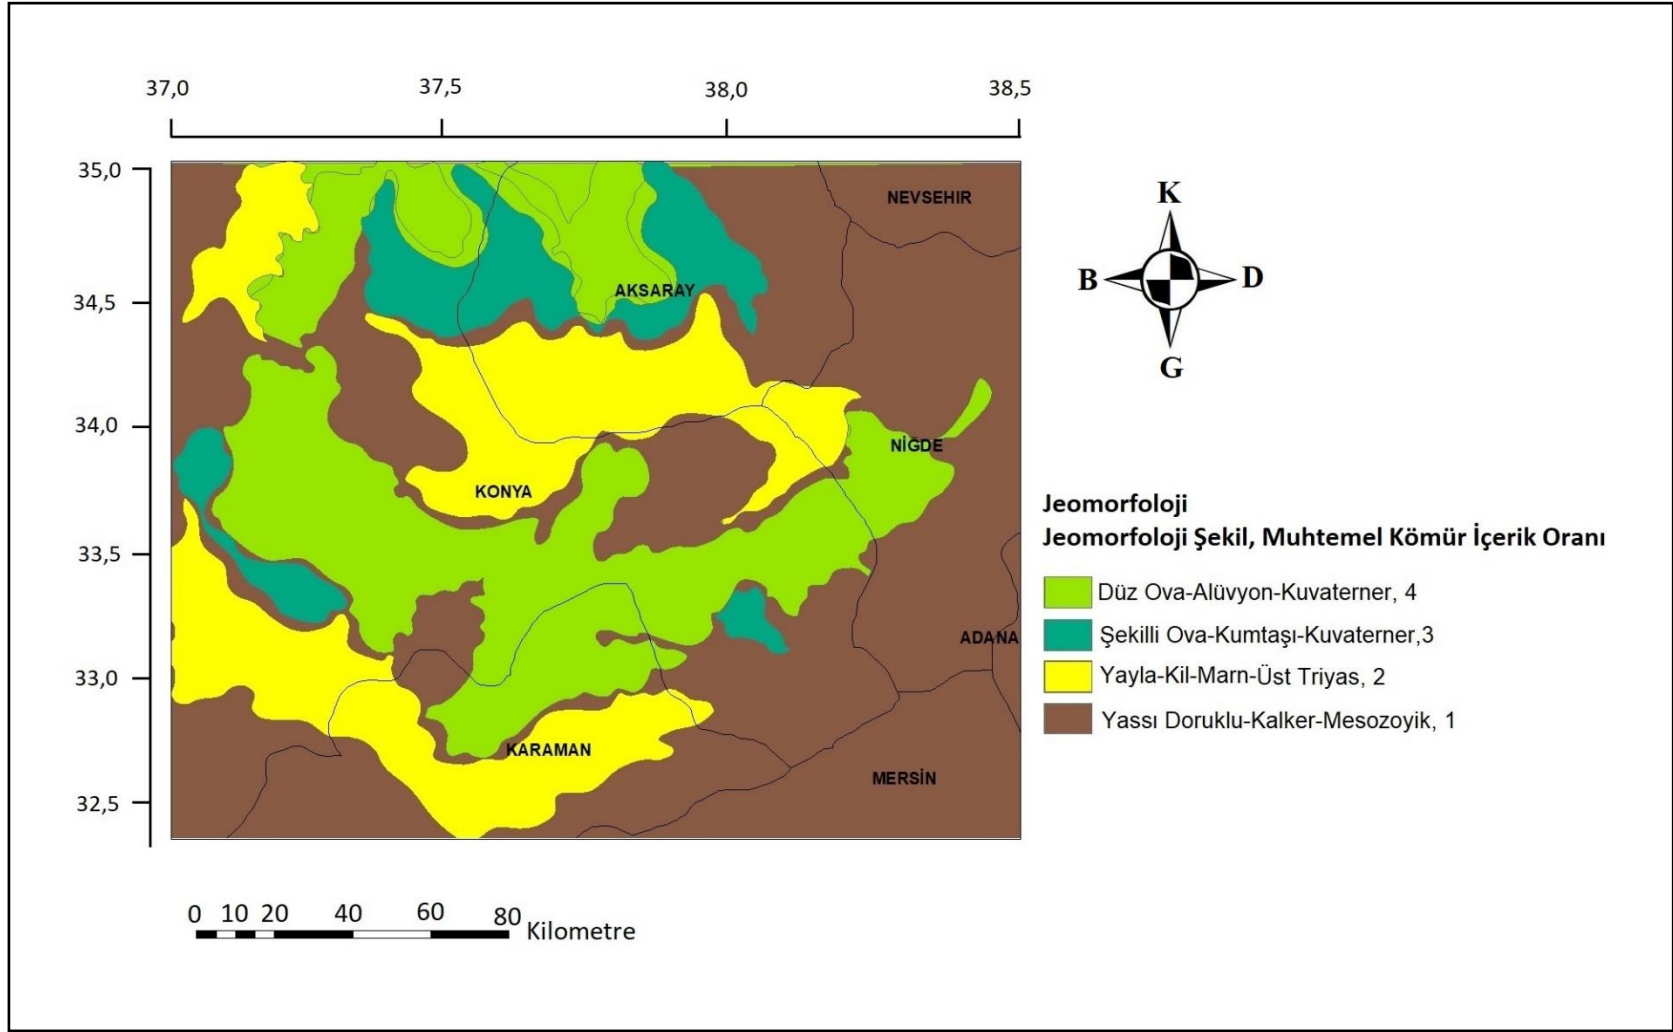 37,0
37,5
38,0
38,5
35,0
34,5
34,0
33,5
33,0
32,5
NEVSEHIR
AKSARAY
NİĞDE
KONYA
ADANA
KARAMAN
MERSİN
K
B
D
G
Jeomorfoloji
Jeomorfoloji Şekil, Muhtemel Kömür İçerik Oranı
Düz Ova-Alüvyon-Kuvaterner, 4
Şekilli Ova-Kumtaşı-Kuvaterner,3
Yayla-Kil-Marn-Üst Triyas, 2
Yassı Doruklu-Kalker-Mesozoyik, 1
0 10 20 40 60 80
Kilometre